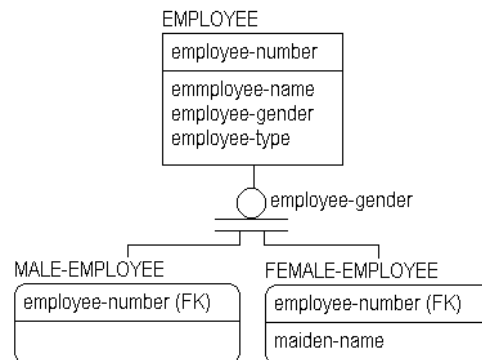 EMPLOYEE
employee-number
emmployee-name
employee-gender
employee-type
employee-gender
MALE-EMPLOYEE
employee-number (FK)
FEMALE-EMPLOYEE
employee-number (FK)
maiden-name